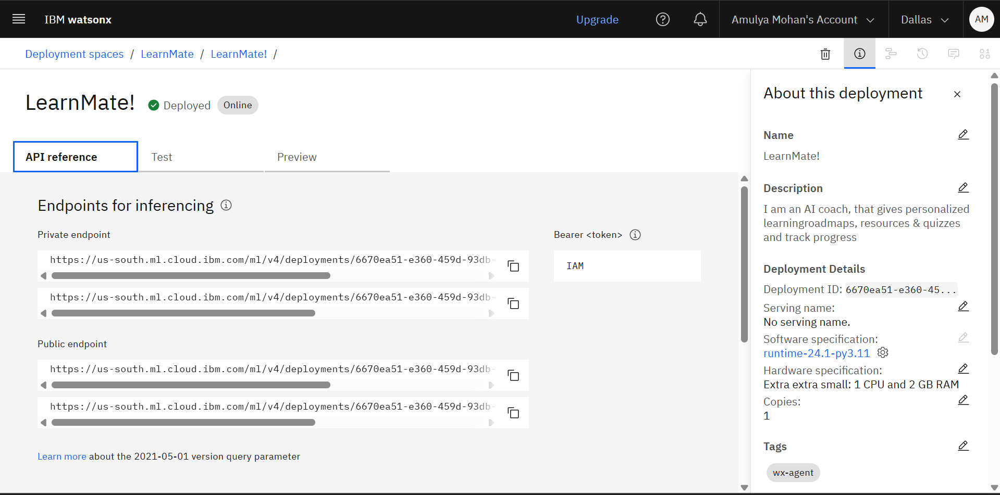 IBM watsonx
Upgrade
Amulya Mohan's Account
Dallas
AM
Deployment spaces / LearnMate / LearnMate! /
LearnMate!
Deployed
Online
API reference
Test
Preview
Endpoints for inferencing
Private endpoint
https://us-south.ml.cloud.ibm.com/ml/v4/deployments/6670ea51-e360-459d-93db-
https://us-south.ml.cloud.ibm.com/ml/v4/deployments/6670ea51-e360-459d-93db-
Public endpoint
https://us-south.ml.cloud.ibm.com/ml/v4/deployments/6670ea51-e360-459d-93db-
https://us-south.ml.cloud.ibm.com/ml/v4/deployments/6670ea51-e360-459d-93db-
Learn more about the 2021-05-01 version query parameter
Bearer <token>
IAM
About this deployment
Name
LearnMate!
Description
I am an AI coach, that gives personalized
learningroadmaps, resources & quizzes
and track progress
Deployment Details
Deployment ID: 6670ea51-e360-45...
Serving name:
No serving name.
Software specification:
runtime-24.1-py3.11
Hardware specification:
Extra extra small: 1 CPU and 2 GB RAM
Copies:
1
Tags
wx-agent